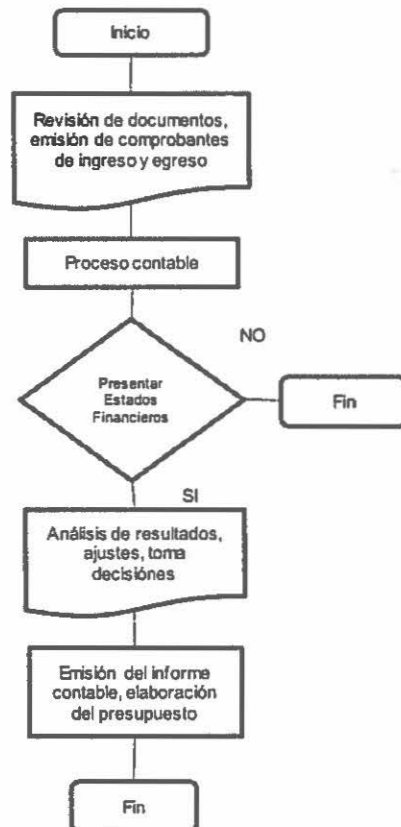 Inicio
Revisión de documentos,
emisión de comprobantes
de ingreso y egreso
Proceso contable
NO
Presentar
Estados
Financieros
Fin
SI
Análisis de resultados,
ajustes, toma
decisiónes
Emisión del informe
contable, elaboración
del presupuesto
Fin